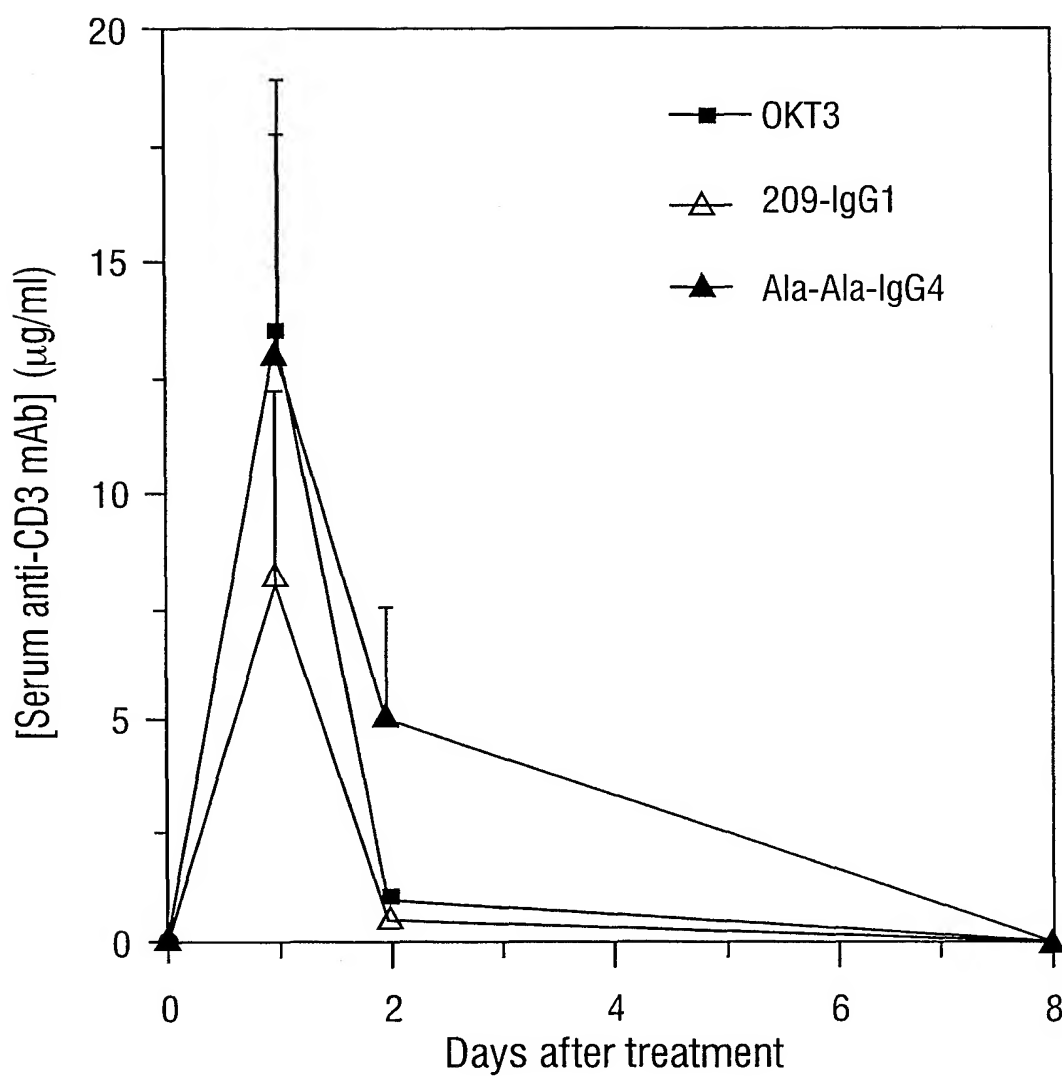 20
15
10
5
0
[Serum anti-CD3 mAb] (µg/ml)
OKT3
209-IgG1
Ala-Ala-IgG4
0 2 4 6 8
Days after treatment